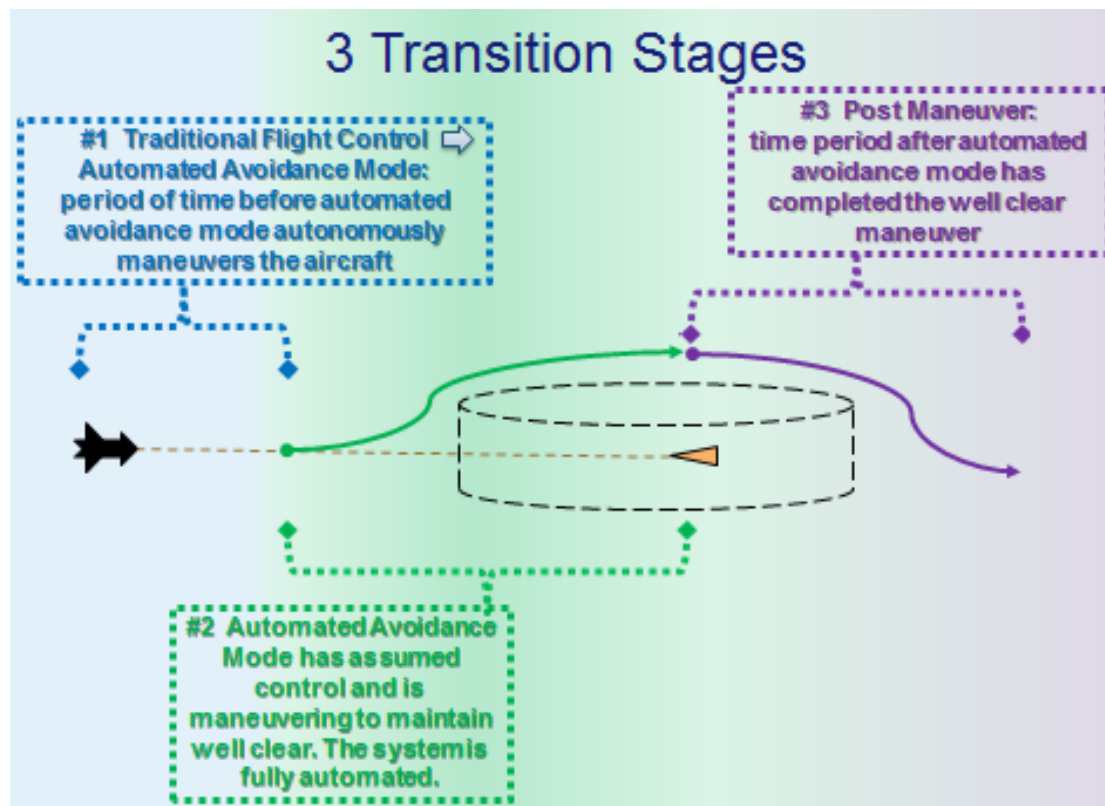 3 Transition Stages
#1 Traditional Flight Control
Automated Avoidance Mode:
period of time before automated
avoidance mode autonomously
maneuvers the aircraft
#3 Post Maneuver:
time period after automated
avoidance mode has
completed the well clear
maneuver
#2 Automated Avoidance
Mode has assumed
control and is
maneuvering to maintain
well clear. The system is
fully automated.